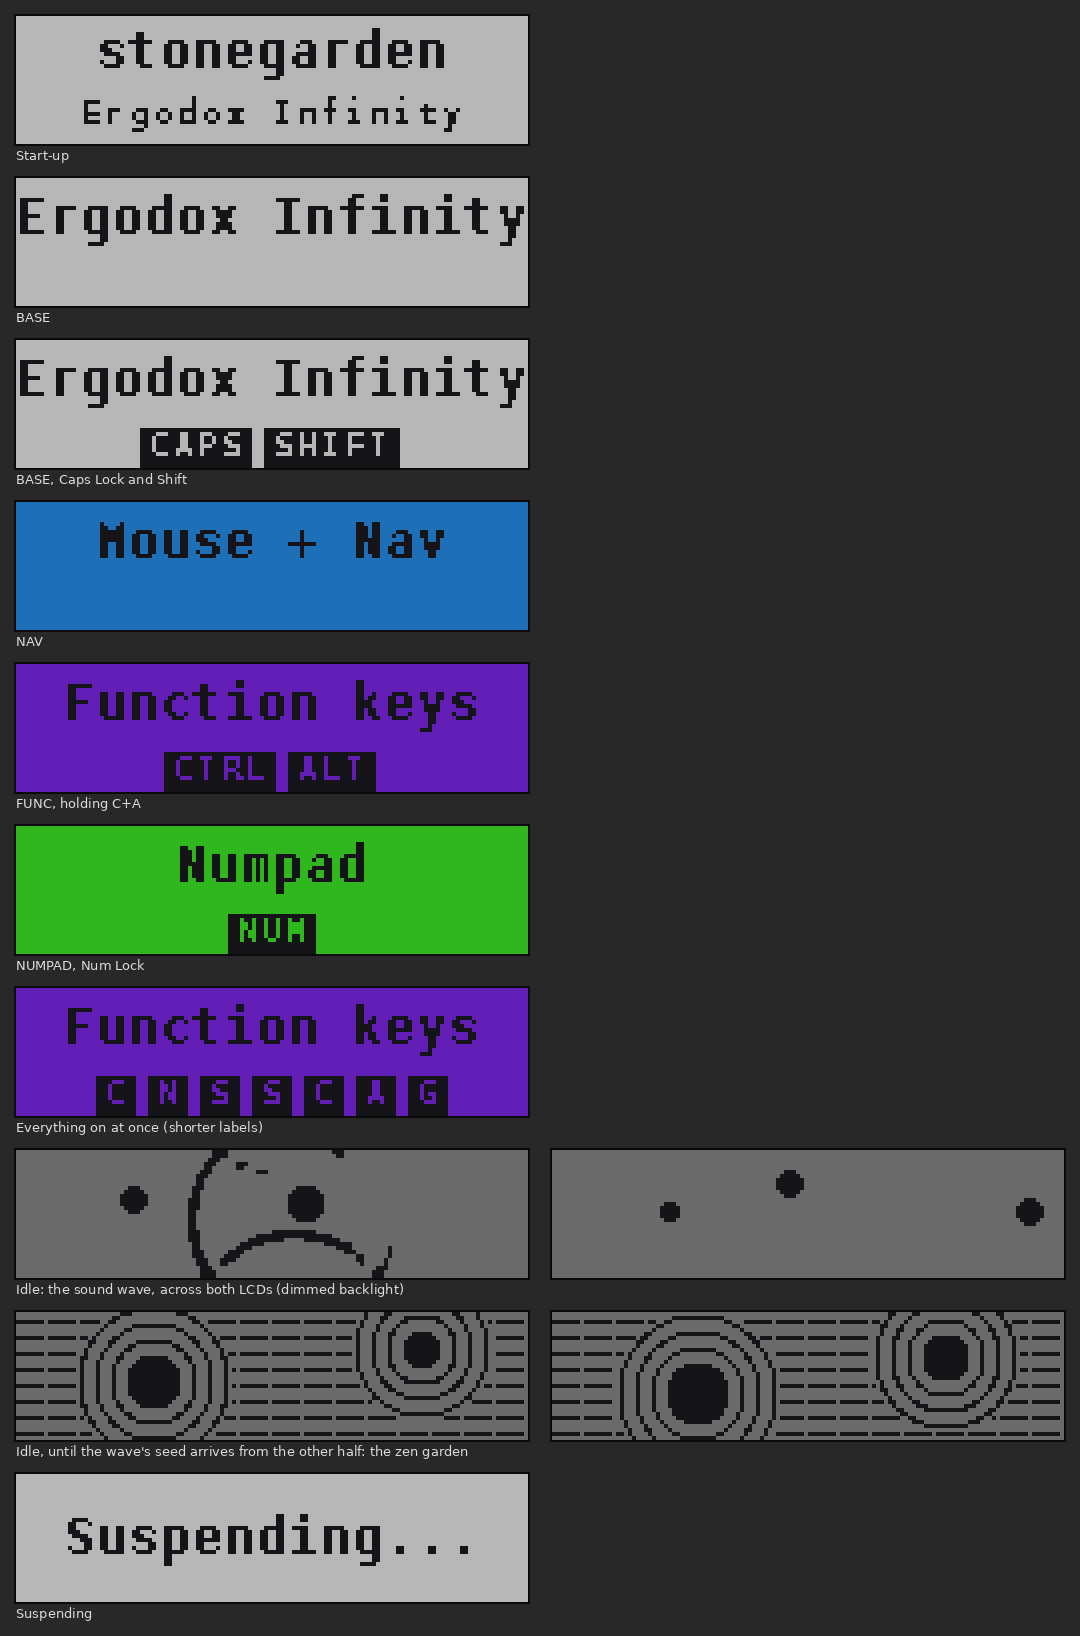 stonegarden
Ergodox Infinity
Start-up
Ergodox Infinity
BASE
Ergodox Infinity
CAPS SHIFT
BASE, Caps Lock and Shift
Mouse + Nav
NAV
Function keys
CTRL ALT
FUNC, holding C+A
Numpad
NUM
NUMPAD, Num Lock
Function keys
C N S S C A G
Everything on at once (shorter labels)
Idle: the sound wave, across both LCDs (dimmed backlight)
Idle, until the wave's seed arrives from the other half: the zen garden
Suspending...
Suspending